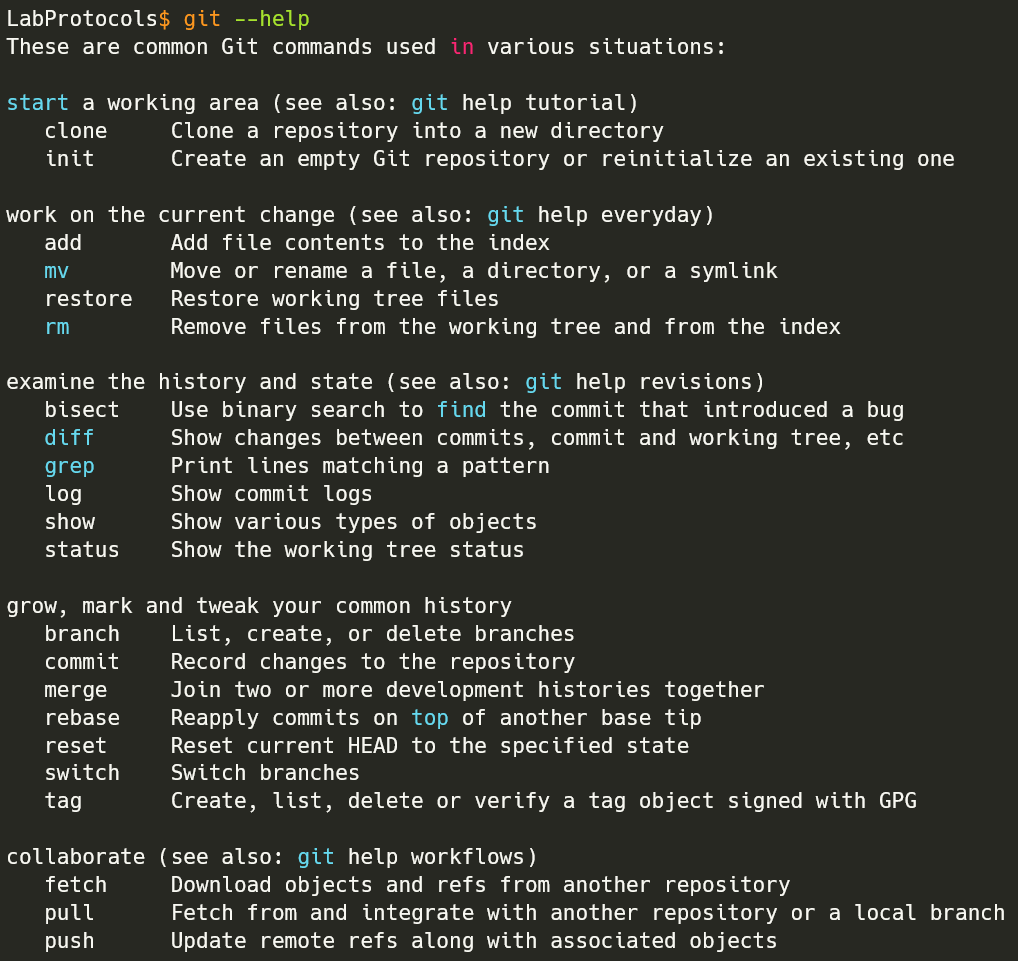 LabProtocols$ git --help
These are common Git commands used in various situations:

start a working area (see also: git help tutorial)
   clone     Clone a repository into a new directory
   init      Create an empty Git repository or reinitialize an existing one

work on the current change (see also: git help everyday)
   add       Add file contents to the index
   mv        Move or rename a file, a directory, or a symlink
   restore   Restore working tree files
   rm        Remove files from the working tree and from the index

examine the history and state (see also: git help revisions)
   bisect    Use binary search to find the commit that introduced a bug
   diff      Show changes between commits, commit and working tree, etc
   grep      Print lines matching a pattern
   log       Show commit logs
   show      Show various types of objects
   status    Show the working tree status

grow, mark and tweak your common history
   branch    List, create, or delete branches
   commit    Record changes to the repository
   merge     Join two or more development histories together
   rebase    Reapply commits on top of another base tip
   reset     Reset current HEAD to the specified state
   switch    Switch branches
   tag       Create, list, delete or verify a tag object signed with GPG

collaborate (see also: git help workflows)
   fetch     Download objects and refs from another repository
   pull      Fetch from and integrate with another repository or a local branch
   push      Update remote refs along with associated objects